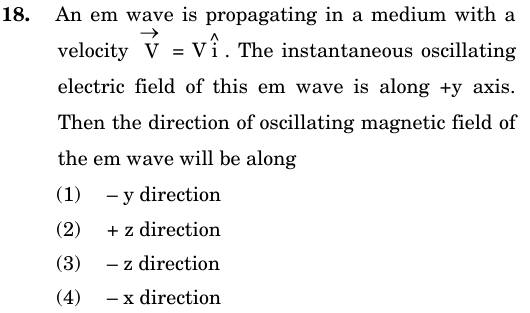 18. An em wave is propagating in a medium with a
velocity V⃗ = V î . The instantaneous oscillating
electric field of this em wave is along +y axis.
Then the direction of oscillating magnetic field of
the em wave will be along
(1) – y direction
(2) + z direction
(3) – z direction
(4) – x direction